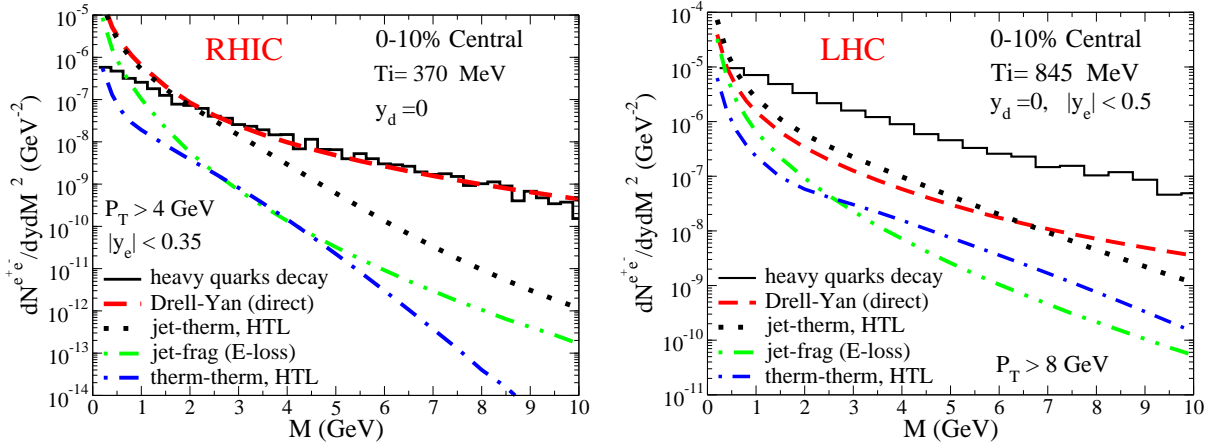 dN^{e^+e^-}/dydM^2 (GeV^{-2})
10^{-5}
10^{-6}
10^{-7}
10^{-8}
10^{-9}
10^{-10}
10^{-11}
10^{-12}
10^{-13}
10^{-14}
RHIC
0-10% Central
Ti= 370 MeV
y_d =0
P_T > 4 GeV
|y_e| < 0.35
heavy quarks decay
Drell-Yan (direct)
jet-therm, HTL
jet-frag (E-loss)
therm-therm, HTL
0 1 2 3 4 5 6 7 8 9 10
M (GeV)
dN^{e^+e^-}/dydM^2 (GeV^{-2})
10^{-4}
10^{-5}
10^{-6}
10^{-7}
10^{-8}
10^{-9}
10^{-10}
10^{-11}
LHC
0-10% Central
Ti= 845 MeV
y_d =0, |y_e| < 0.5
heavy quarks decay
Drell-Yan (direct)
jet-therm, HTL
jet-frag (E-loss)
therm-therm, HTL
P_T > 8 GeV
0 1 2 3 4 5 6 7 8 9 10
M (GeV)